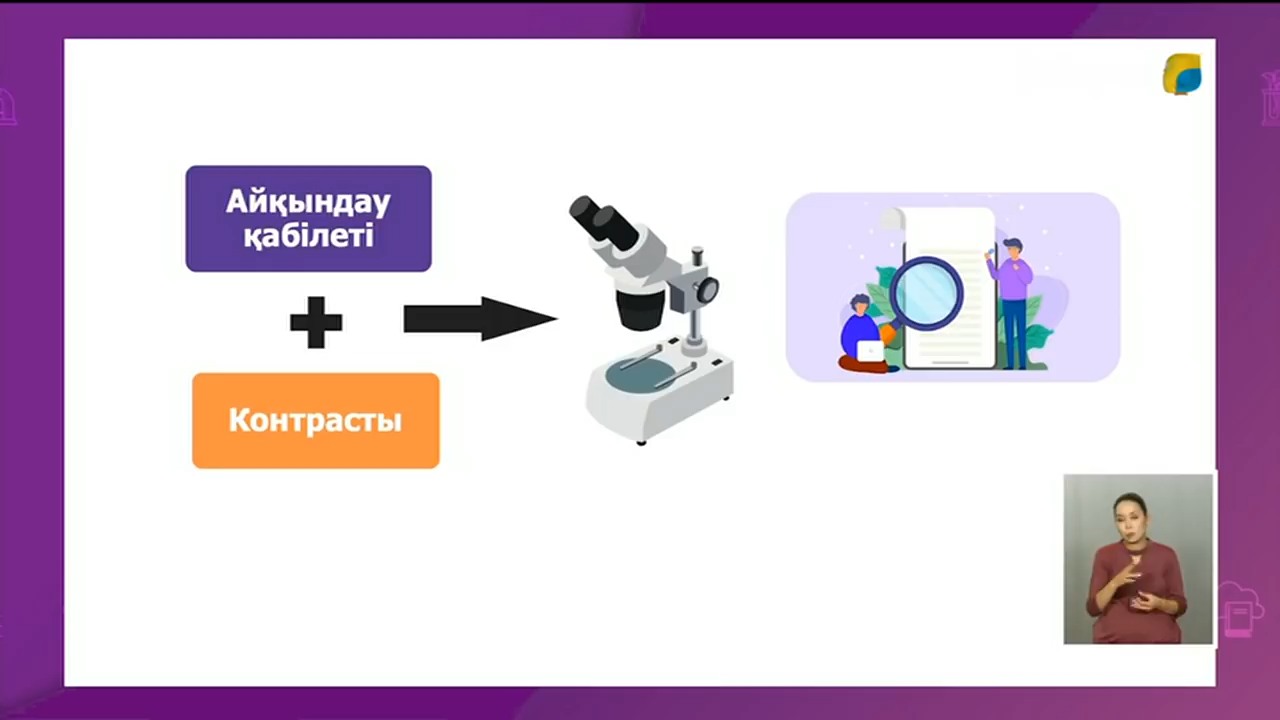 Айқындау
қабілеті
Контрасты